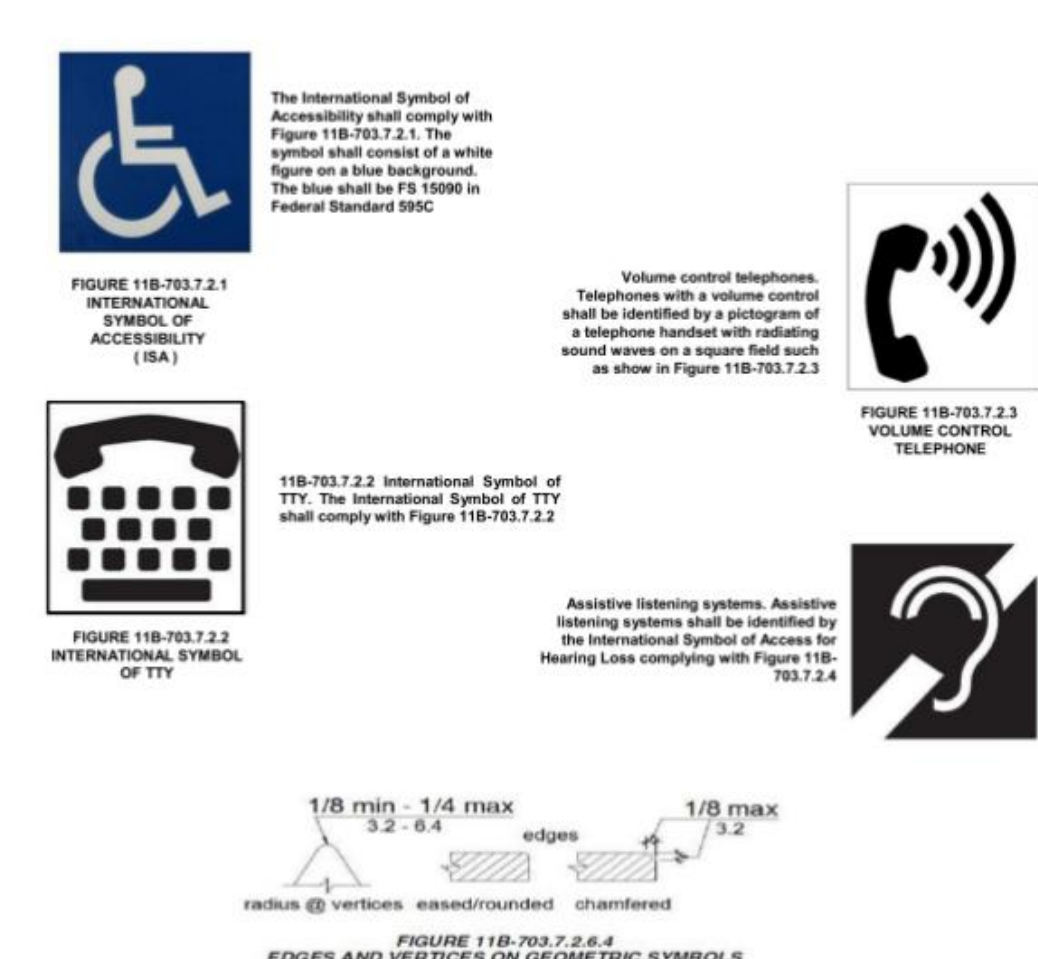 The International Symbol of
Accessibility shall comply with
Figure 11B-703.7.2.1. The
symbol shall consist of a white
figure on a blue background.
The blue shall be FS 15090 in
Federal Standard 595C
FIGURE 11B-703.7.2.1
INTERNATIONAL
SYMBOL OF
ACCESSIBILITY
( ISA )
Volume control telephones.
Telephones with a volume control
shall be identified by a pictogram of
a telephone handset with radiating
sound waves on a square field such
as show in Figure 11B-703.7.2.3
FIGURE 11B-703.7.2.3
VOLUME CONTROL
TELEPHONE
11B-703.7.2.2 International Symbol of
TTY. The International Symbol of TTY
shall comply with Figure 11B-703.7.2.2
FIGURE 11B-703.7.2.2
INTERNATIONAL SYMBOL
OF TTY
Assistive listening systems. Assistive
listening systems shall be identified by
the International Symbol of Access for
Hearing Loss complying with Figure 11B-
703.7.2.4
1/8 min - 1/4 max
3.2 - 6.4
edges
1/8 max
3.2
radius @ vertices eased/rounded chamfered
FIGURE 11B-703.7.2.6.4
EDGES AND VERTICES ON GEOMETRIC SYMBOLS